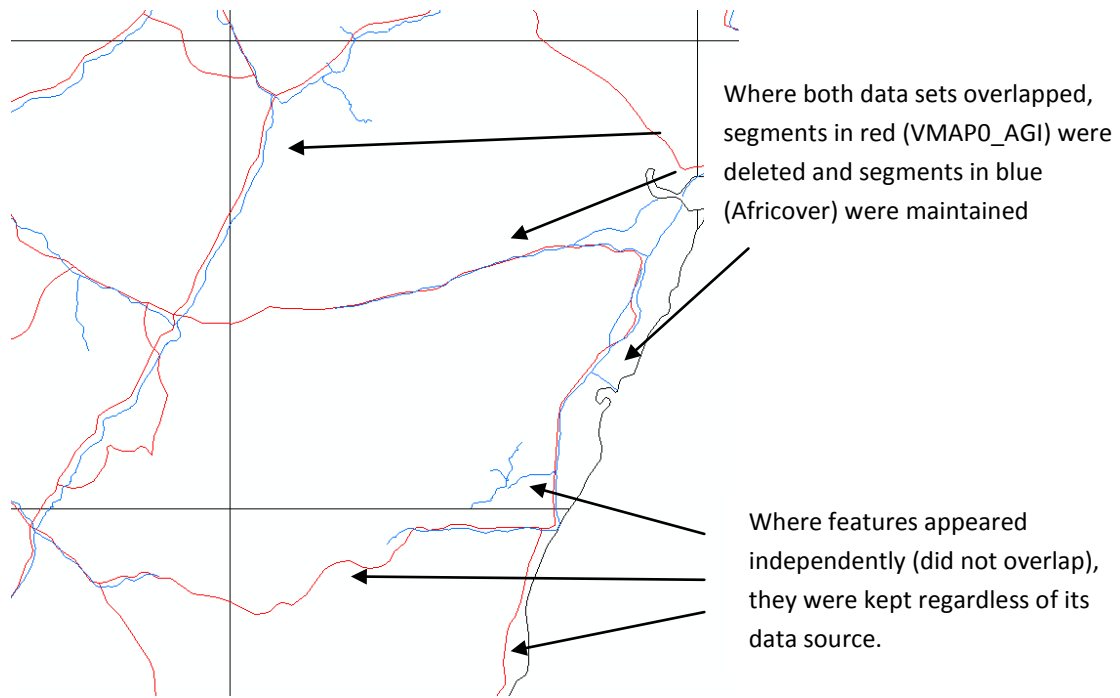 Where both data sets overlapped,
segments in red (VMAP0_AGI) were
deleted and segments in blue
(Africover) were maintained
Where features appeared
independently (did not overlap),
they were kept regardless of its
data source.